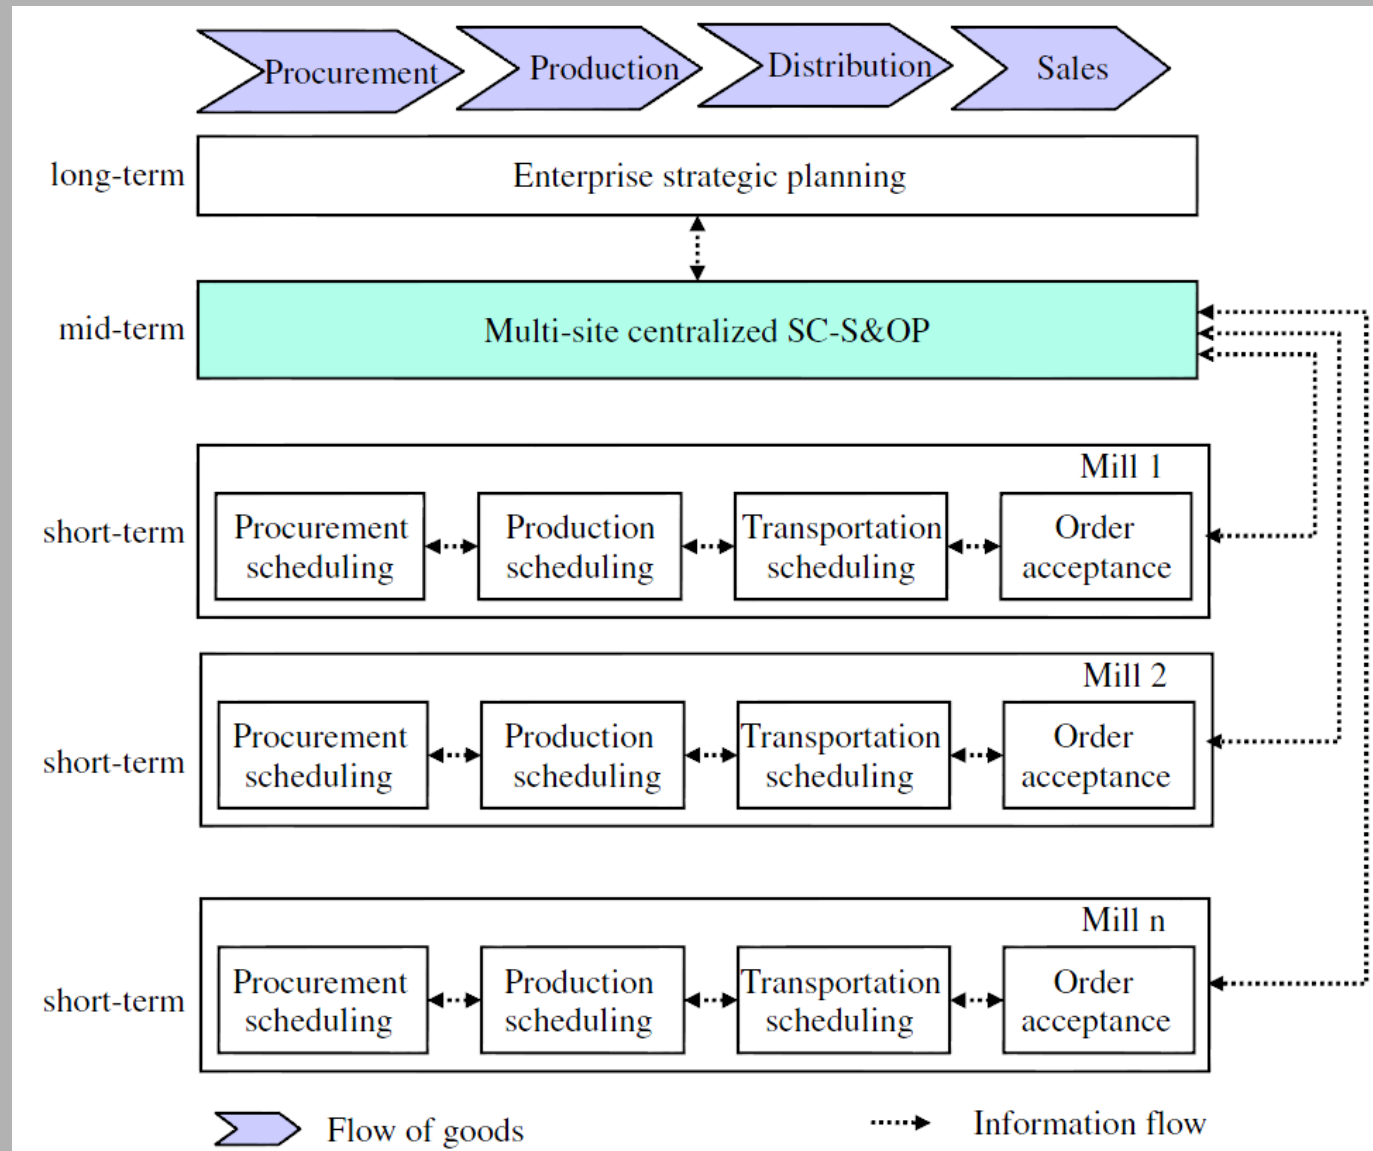 Procurement
Production
Distribution
Sales
long-term
Enterprise strategic planning
mid-term
Multi-site centralized SC-S&OP
Mill 1
short-term
Procurement
scheduling
Production
scheduling
Transportation
scheduling
Order
acceptance
Mill 2
short-term
Procurement
scheduling
Production
scheduling
Transportation
scheduling
Order
acceptance
Mill n
short-term
Procurement
scheduling
Production
scheduling
Transportation
scheduling
Order
acceptance
Flow of goods
Information flow